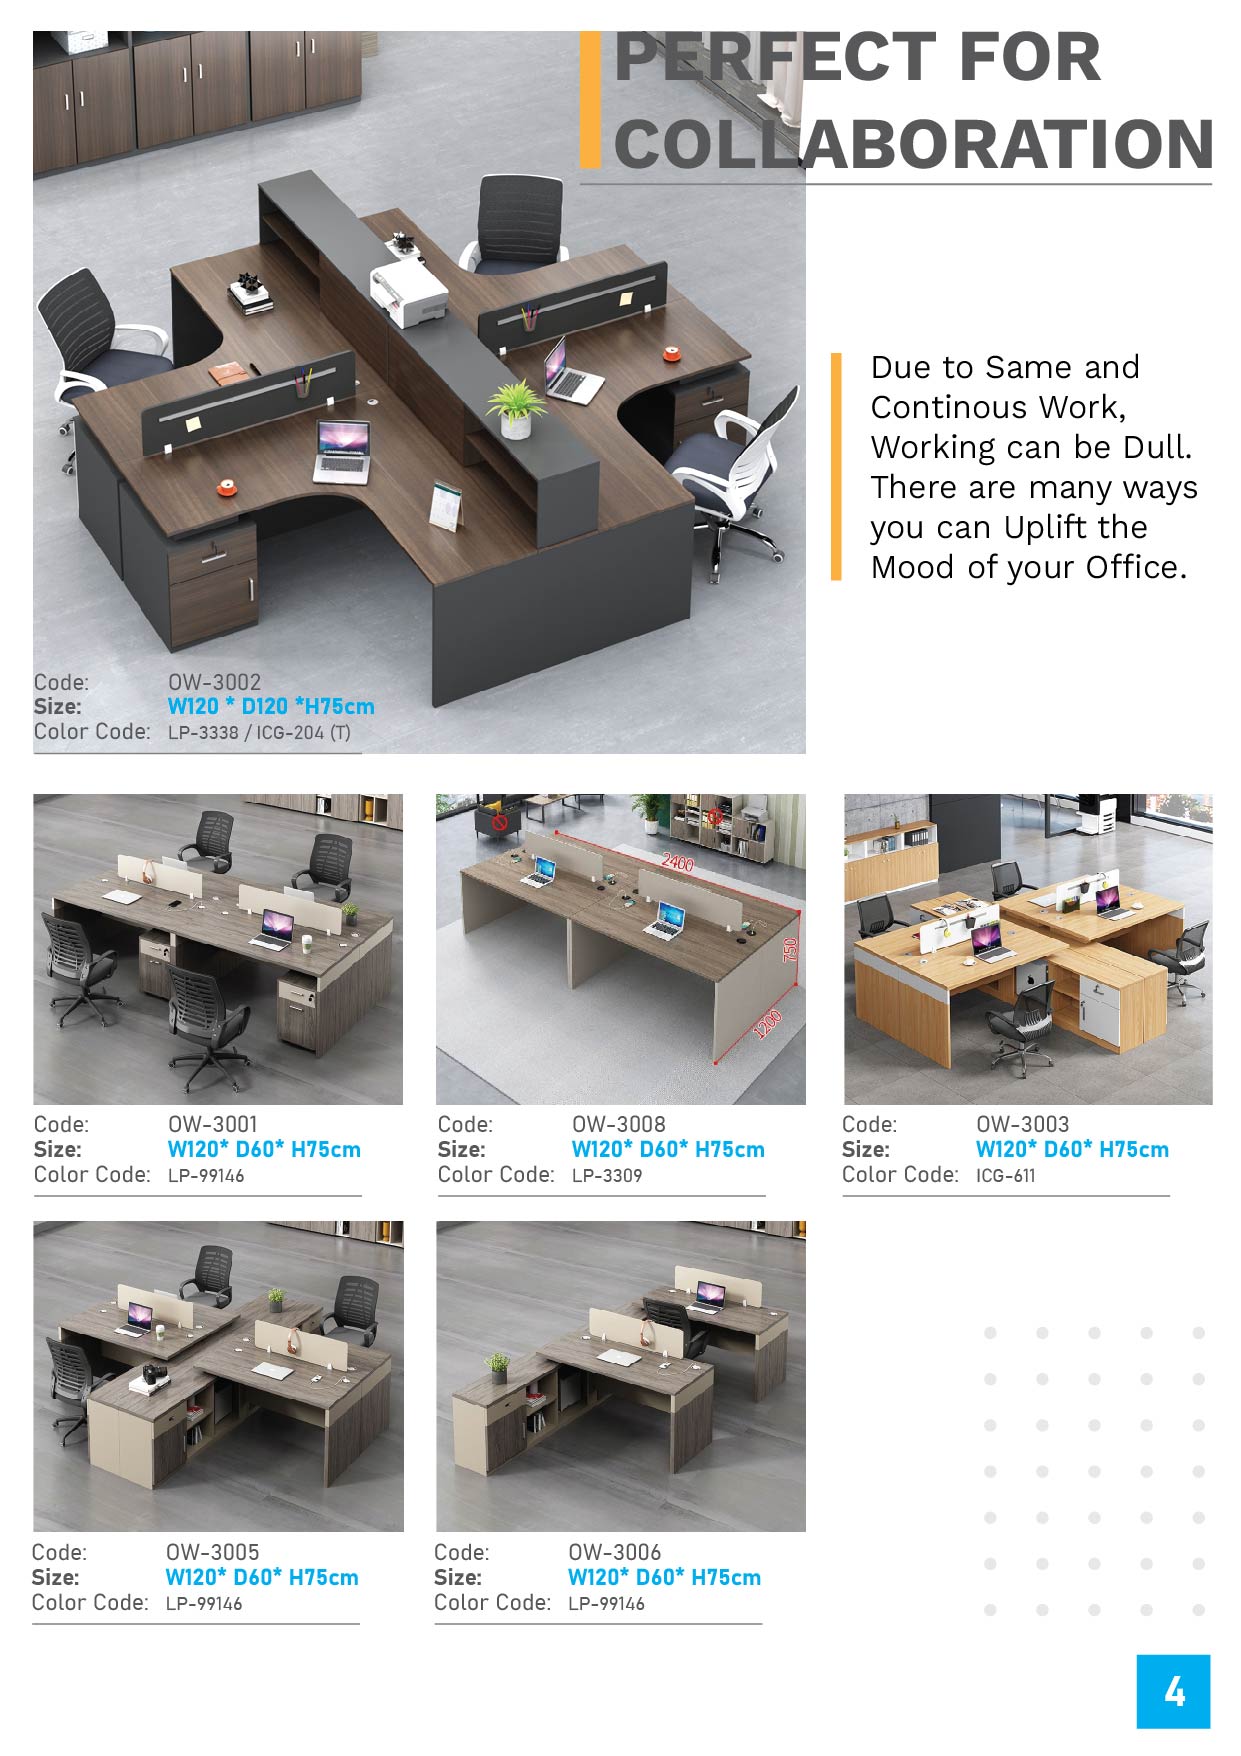 PERFECT FOR
COLLABORATION
Due to Same and
Continous Work,
Working can be Dull.
There are many ways
you can Uplift the
Mood of your Office.
Code: OW-3002
Size: W120 * D120 *H75cm
Color Code: LP-3338 / ICG-204 (T)
2400
750
1200
Code: OW-3001
Size: W120* D60* H75cm
Color Code: LP-99146
Code: OW-3008
Size: W120* D60* H75cm
Color Code: LP-3309
Code: OW-3003
Size: W120* D60* H75cm
Color Code: ICG-611
Code: OW-3005
Size: W120* D60* H75cm
Color Code: LP-99146
Code: OW-3006
Size: W120* D60* H75cm
Color Code: LP-99146
4